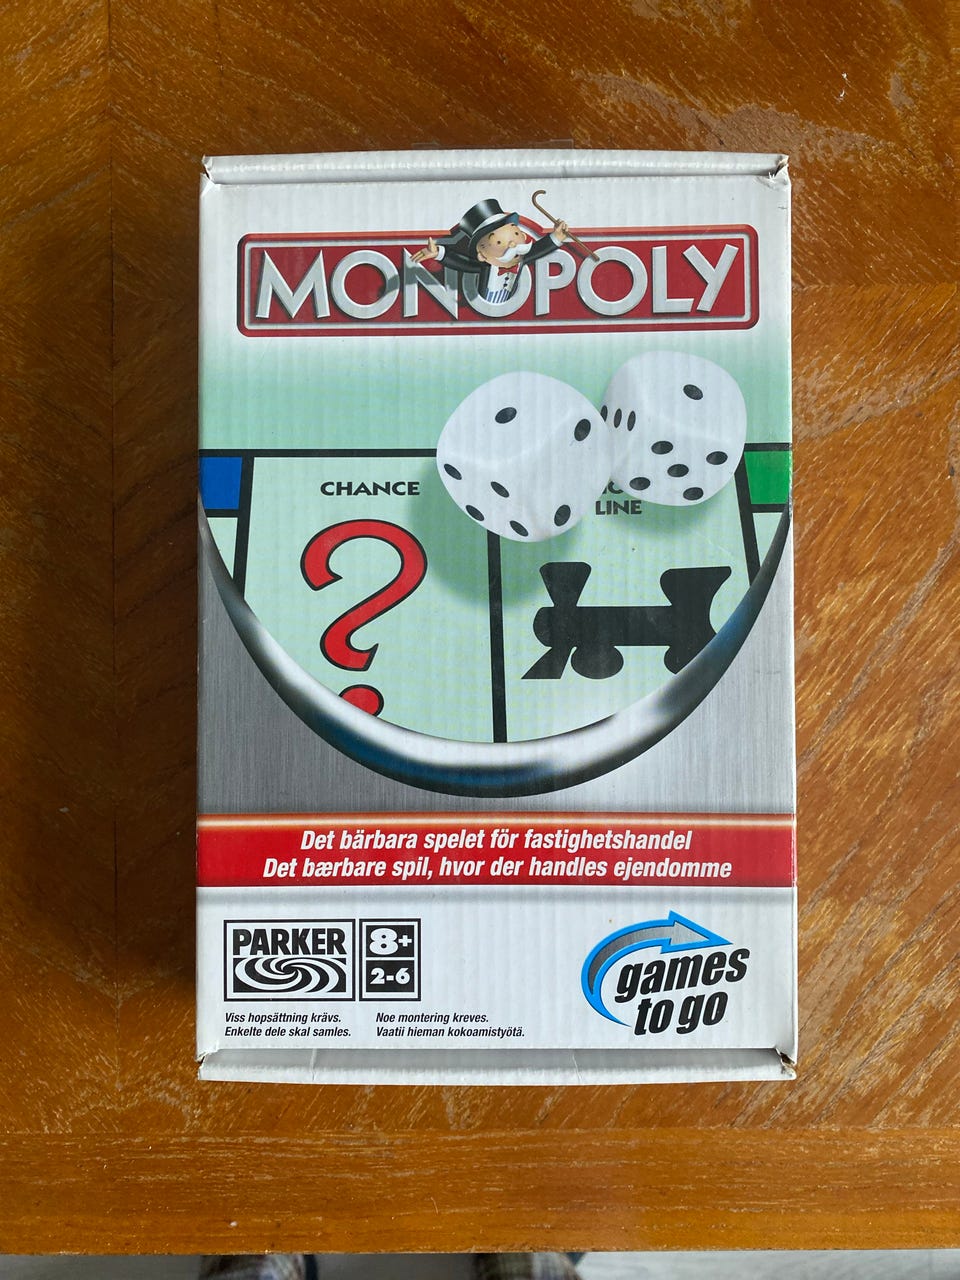 MONOPOLY
CHANCE
LINE
Det bärbara spelet för fastighetshandel
Det bærbare spil, hvor der handles ejendomme
PARKER
8+
2-6
games
to go
Viss hopsättning krävs.
Enkelte dele skal samles.
Noe montering kreves.
Vaatii hieman kokoamistyötä.